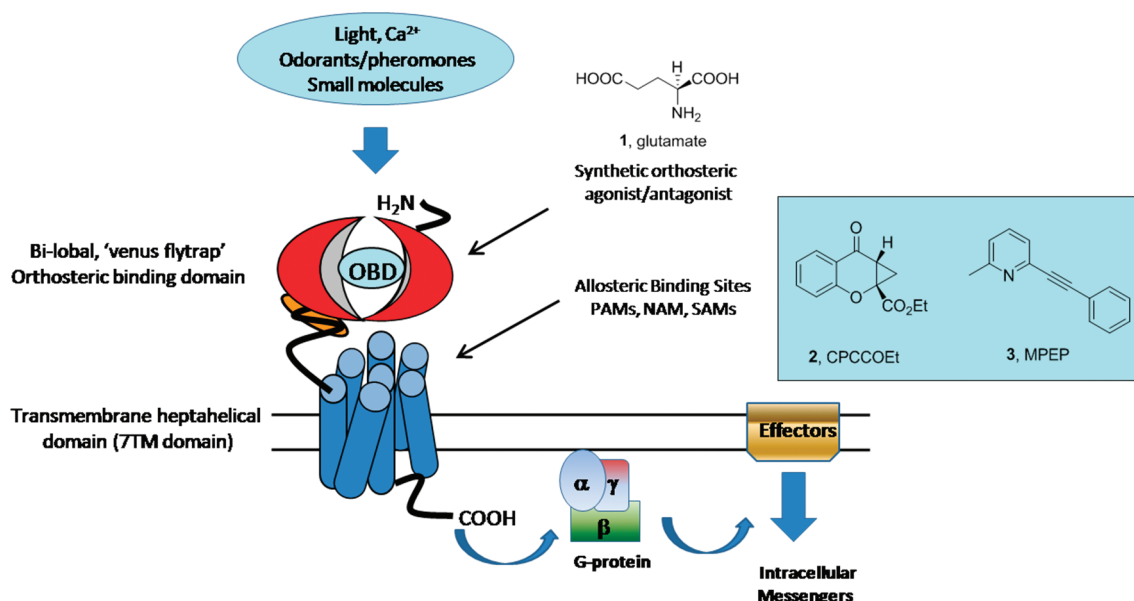 Light, Ca²⁺
Odorants/pheromones
Small molecules
HOOC
H
COOH
NH₂
1, glutamate
Synthetic orthosteric
agonist/antagonist
H₂N
Bi-lobal, ‘venus flytrap’
Orthosteric binding domain
OBD
Allosteric Binding Sites
PAMs, NAM, SAMs
O
H
O
CO₂Et
2, CPCCOEt
N
3, MPEP
Transmembrane heptahelical
domain (7TM domain)
Effectors
α
γ
β
COOH
G-protein
Intracellular
Messengers